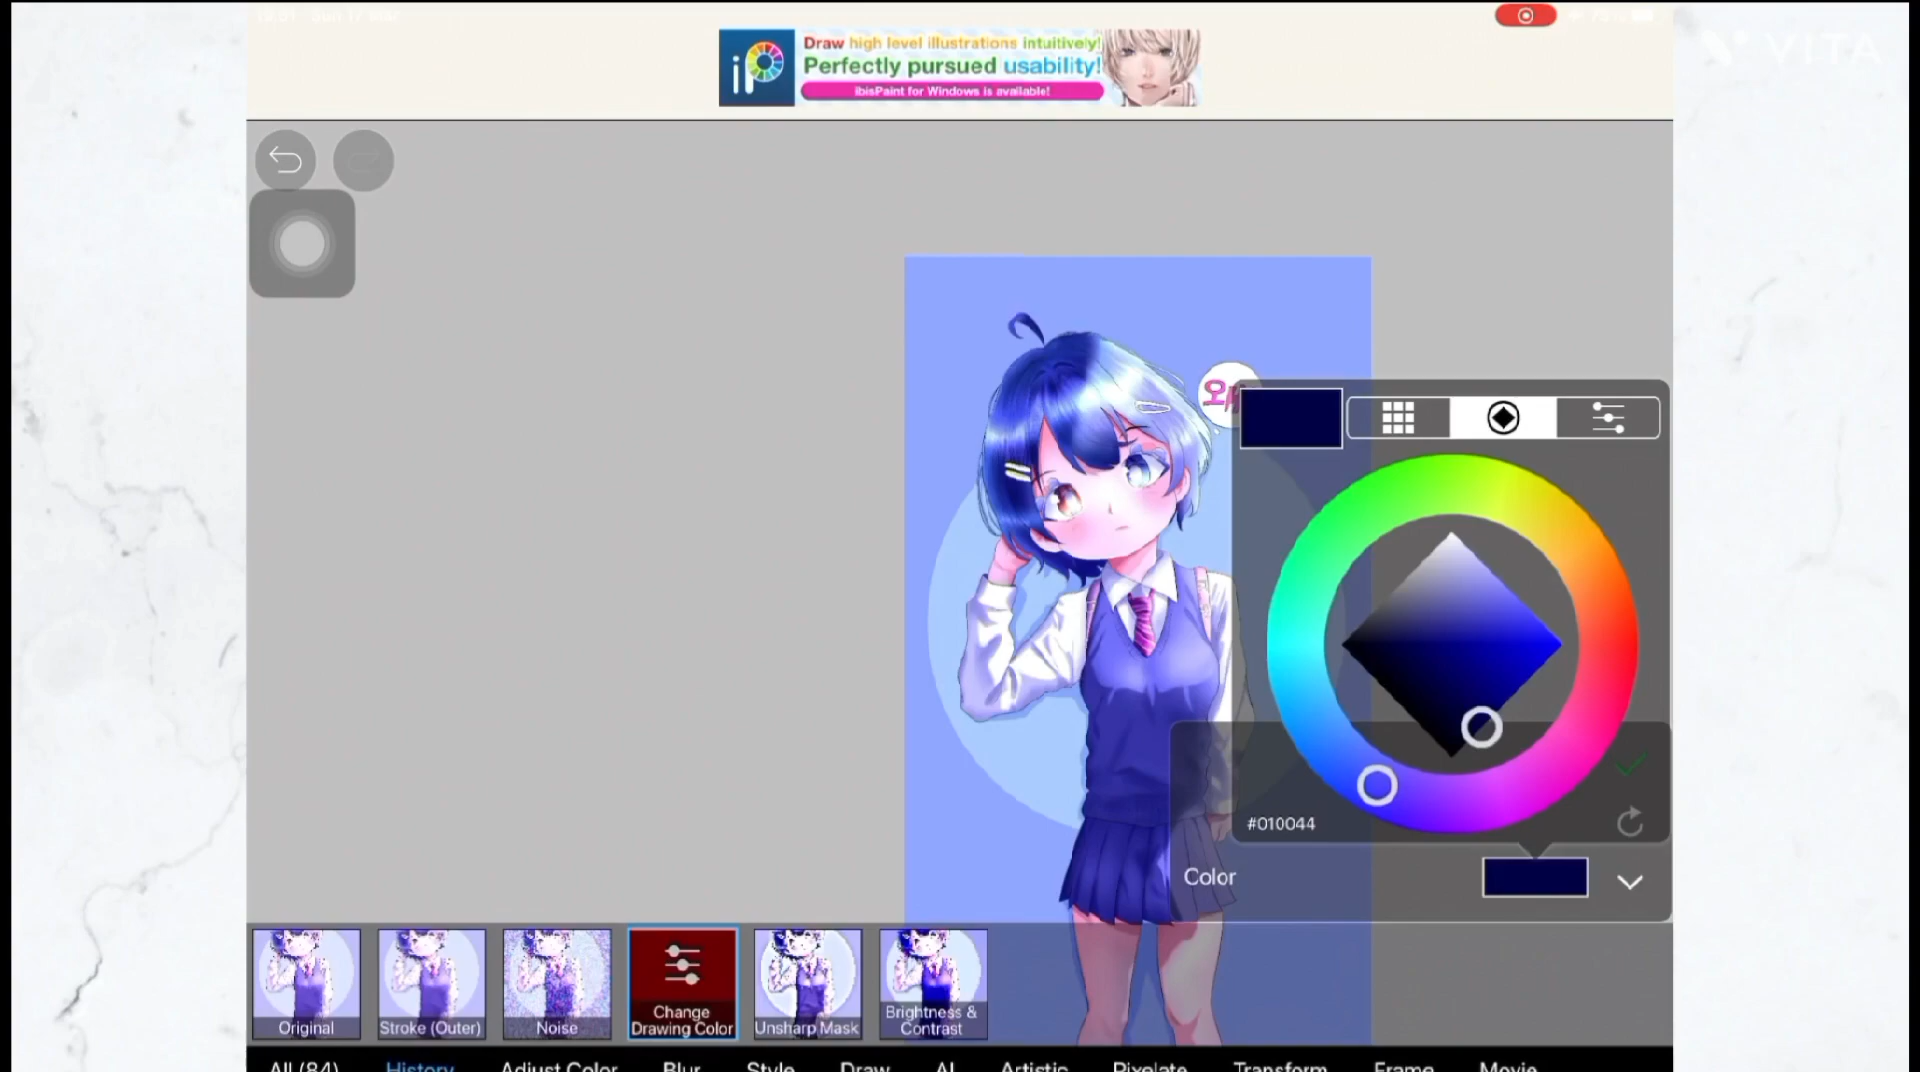 VITA
Draw high level illustrations intuitively!
Perfectly pursued usability!
ibisPaint for Windows is available!
iP
#010044
Color
Original
Stroke (Outer)
Noise
Change
Drawing Color
Unsharp Mask
Brightness &
Contrast
All (84) History Adjust Color Blur Style Draw AI Artistic Pixelate Transform Frame Movie